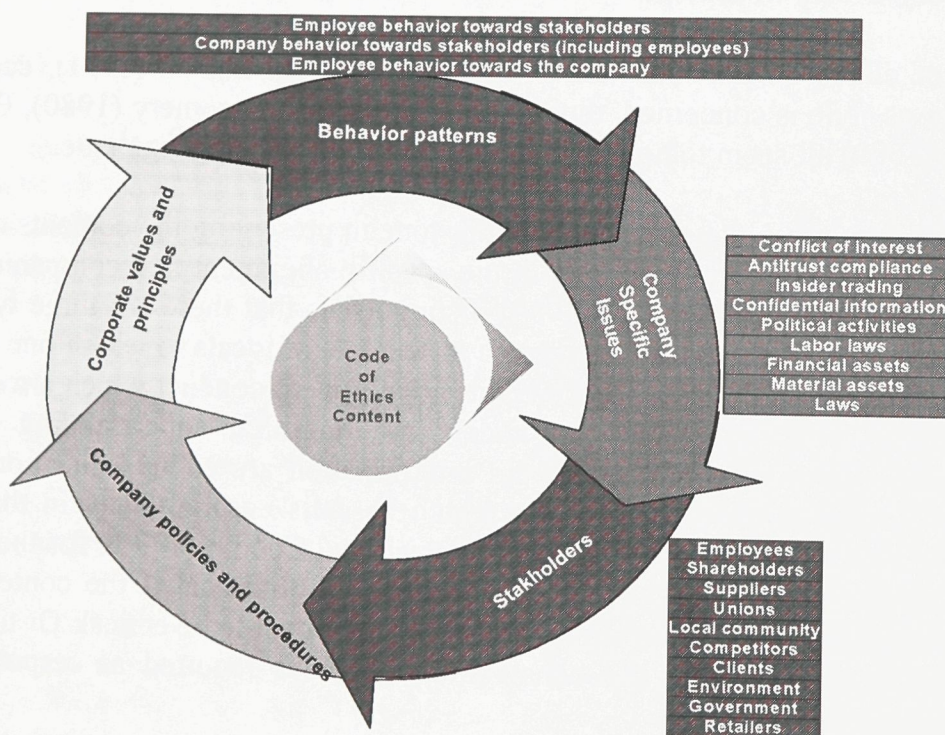 Employee behavior towards stakeholders
Company behavior towards stakeholders (including employees)
Employee behavior towards the company
Behavior patterns
Corporate values and
principles
Company
Specific
Issues
Conflict of interest
Antitrust compliance
Insider trading
Confidential information
Political activities
Labor laws
Financial assets
Material assets
Laws
Code
of
Ethics
Content
Company policies and procedures
Stakholders
Employees
Shareholders
Suppliers
Unions
Local community
Competitors
Clients
Environment
Government
Retailers